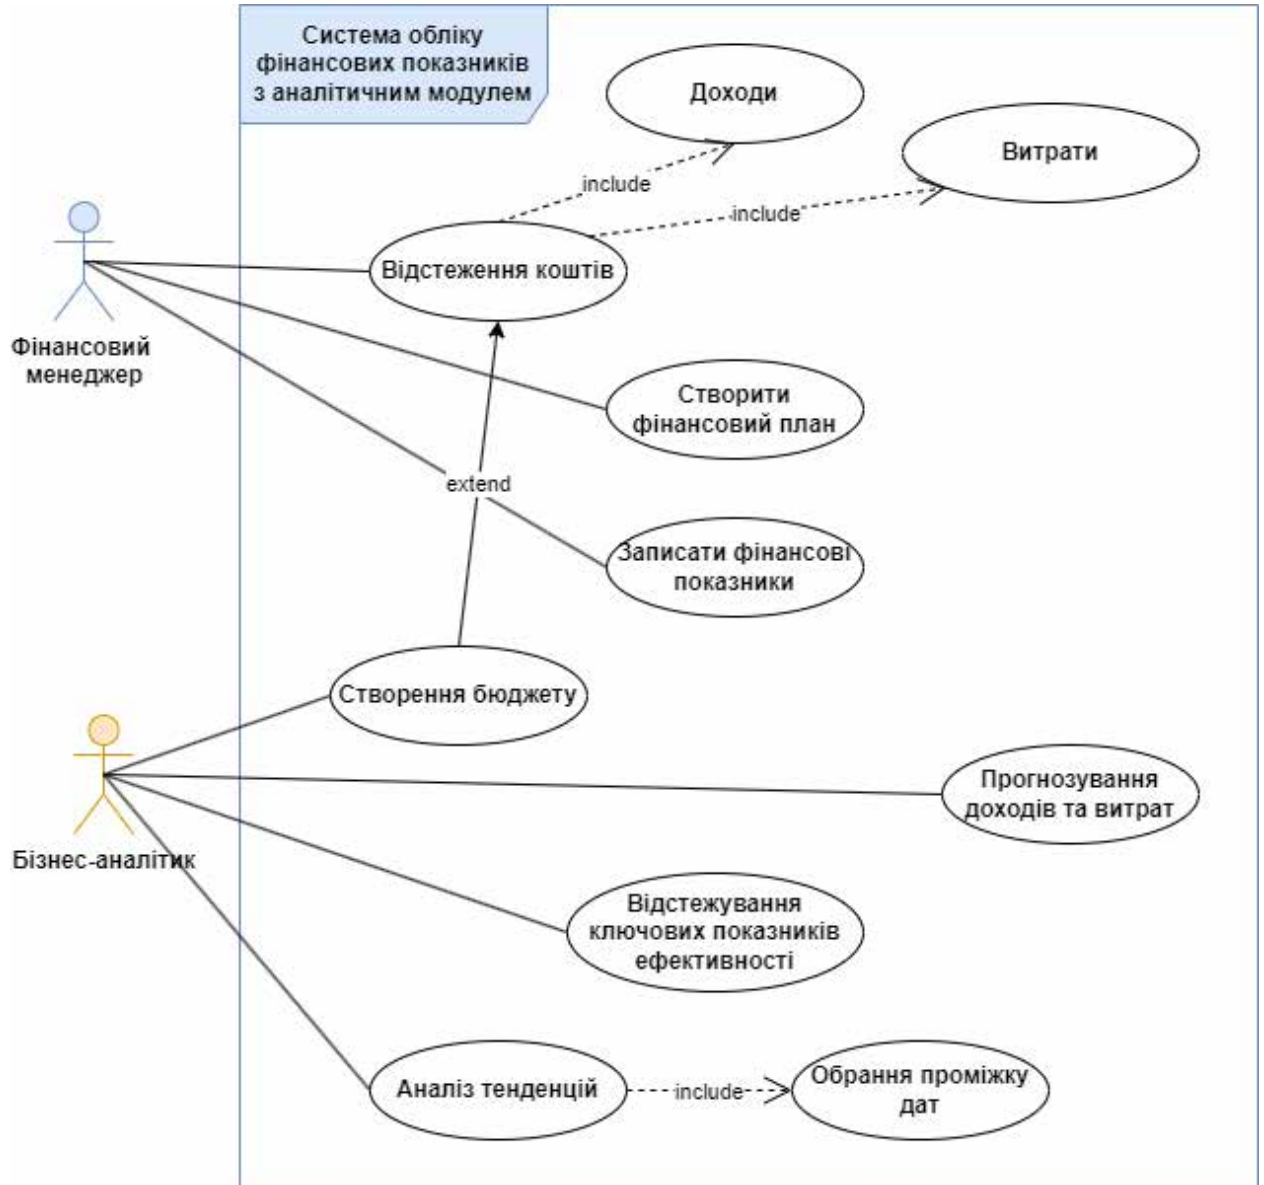 Система обліку
фінансових показників
з аналітичним модулем
Доходи
Витрати
include
include
Відстеження коштів
Фінансовий
менеджер
Створити
фінансовий план
extend
Записати фінансові
показники
Створення бюджету
Прогнозування
доходів та витрат
Бізнес-аналітик
Відстежування
ключових показників
ефективності
Аналіз тенденцій
include
Обрання проміжку
дат